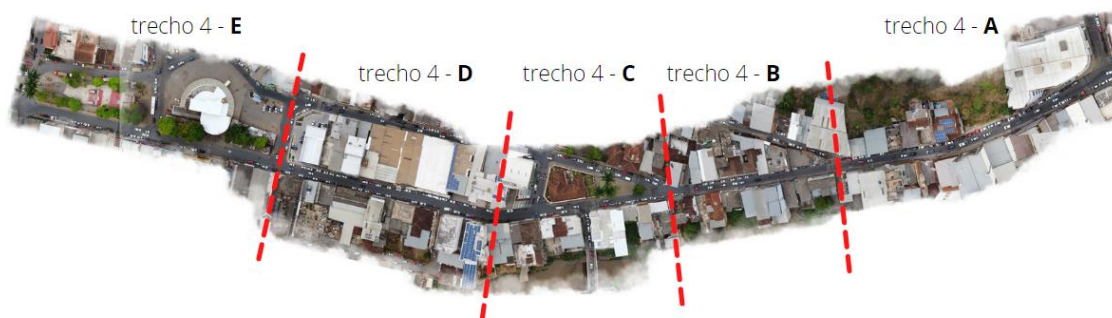 trecho 4 - E
trecho 4 - D
trecho 4 - C
trecho 4 - B
trecho 4 - A